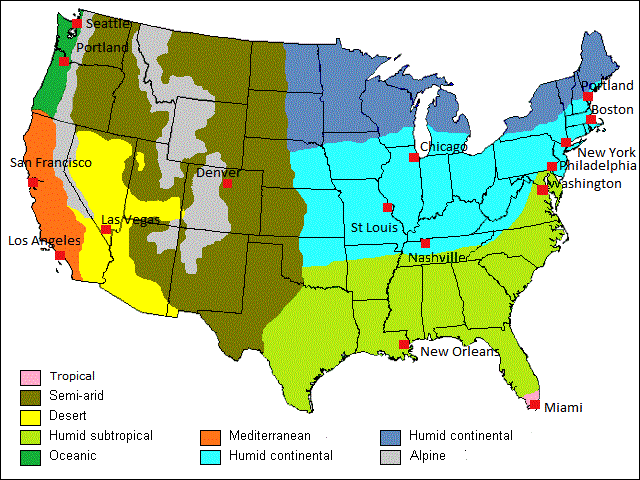 Seattle
Portland
Portland
Boston
Chicago
New York
San Francisco
Philadelphia
Denver
Washington
Las Vegas
St Louis
Los Angeles
Nashville
New Orleans
Tropical
Semi-arid
Miami
Desert
Humid subtropical
Mediterranean
Humid continental
Oceanic
Humid continental
Alpine